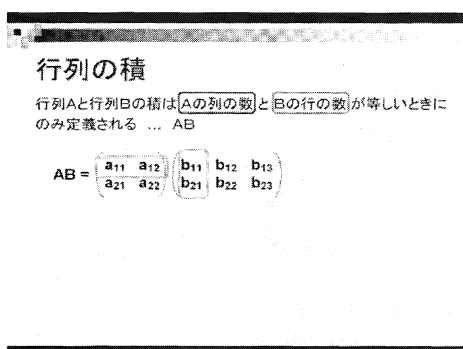 行列の積
行列Aと行列Bの積はAの列の数とBの行の数が等しいときに
のみ定義される … AB
AB = ( a₁₁ a₁₂ ) ( b₁₁ b₁₂ b₁₃ )
a₂₁ a₂₂ b₂₁ b₂₂ b₂₃